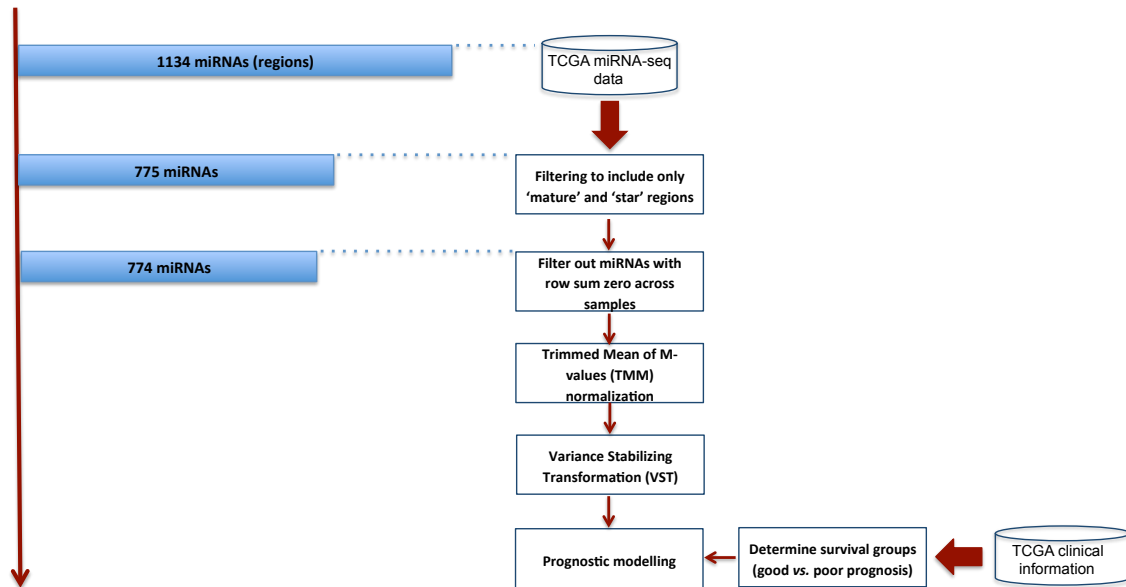 1134 miRNAs (regions)
TCGA miRNA-seq
data
775 miRNAs
Filtering to include only
‘mature’ and ‘star’ regions
774 miRNAs
Filter out miRNAs with
row sum zero across
samples
Trimmed Mean of M-
values (TMM)
normalization
Variance Stabilizing
Transformation (VST)
Prognostic modelling
Determine survival groups
(good vs. poor prognosis)
TCGA clinical
information